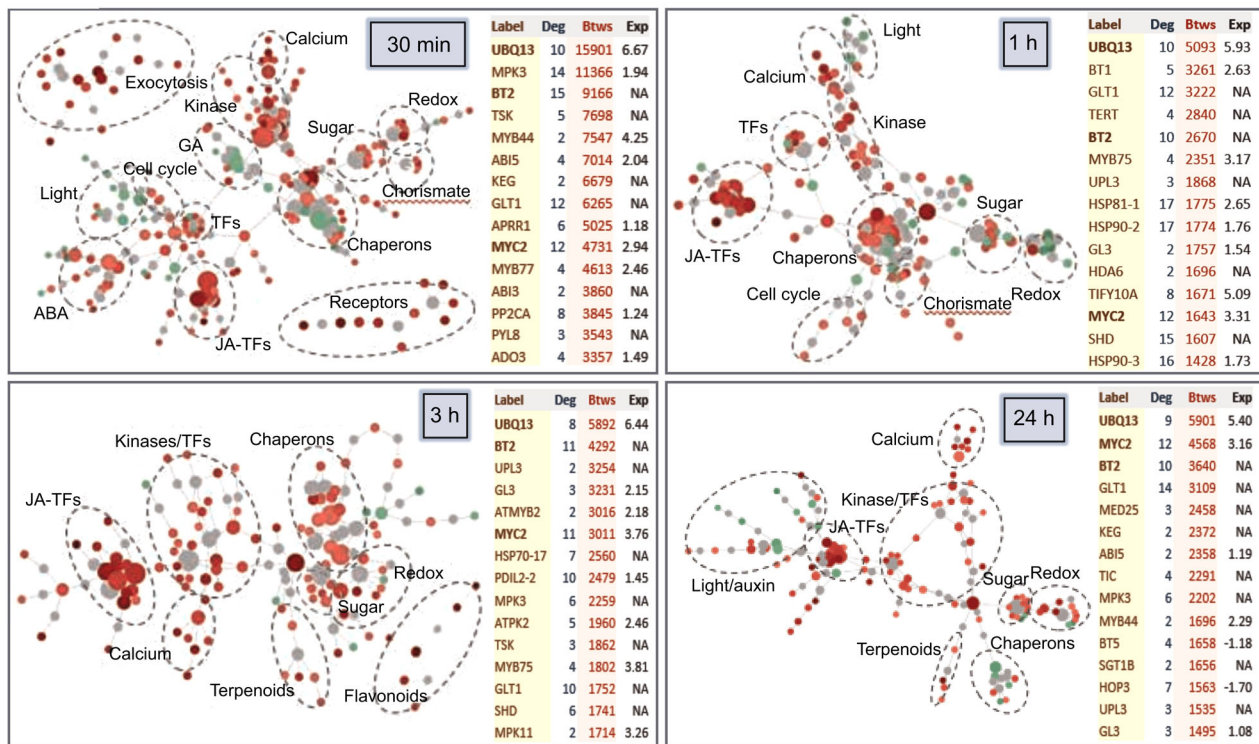 30 min
Calcium
Exocytosis
Kinase
Redox
Sugar
GA
Cell cycle
Chorismate
Light
TFs
Chaperons
Receptors
ABA
JA-TFs
Label Deg Btws Exp
UBQ13 10 15901 6.67
MPK3 14 11366 1.94
BT2 15 9166 NA
TSK 5 7698 NA
MYB44 2 7547 4.25
ABI5 4 7014 2.04
KEG 2 6679 NA
GLT1 12 6265 NA
APRR1 6 5025 1.18
MYC2 12 4731 2.94
MYB77 4 4613 2.46
ABI3 2 3860 NA
PP2CA 8 3845 1.24
PYL8 3 3543 NA
ADO3 4 3357 1.49
1 h
Light
Calcium
TFs
Kinase
Sugar
JA-TFs
Chaperons
Redox
Cell cycle
Chorismate
Label Deg Btws Exp
UBQ13 10 5093 5.93
BT1 5 3261 2.63
GLT1 12 3222 NA
TERT 4 2840 NA
BT2 10 2670 NA
MYB75 4 2351 3.17
UPL3 3 1868 NA
HSP81-1 17 1775 2.65
HSP90-2 17 1774 1.76
GL3 2 1757 1.54
HDA6 2 1696 NA
TIFY10A 8 1671 5.09
MYC2 12 1643 3.31
SHD 15 1607 NA
HSP90-3 16 1428 1.73
3 h
Kinases/TFs
Chaperons
JA-TFs
Redox
Sugar
Calcium
Terpenoids
Flavonoids
Label Deg Btws Exp
UBQ13 8 5892 6.44
BT2 11 4292 NA
UPL3 2 3254 NA
GL3 3 3231 2.15
ATMYB2 2 3016 2.18
MYC2 11 3011 3.76
HSP70-17 7 2560 NA
PDIL2-2 10 2479 1.45
MPK3 6 2259 NA
ATPK2 5 1960 2.46
TSK 3 1862 NA
MYB75 4 1802 3.81
GLT1 10 1752 NA
SHD 6 1741 NA
MPK11 2 1714 3.26
24 h
Calcium
Kinase/TFs
JA-TFs
Light/auxin
Sugar
Redox
Terpenoids
Chaperons
Label Deg Btws Exp
UBQ13 9 5901 5.40
MYC2 12 4568 3.16
BT2 10 3640 NA
GLT1 14 3109 NA
MED25 3 2458 NA
KEG 2 2372 NA
ABI5 2 2358 1.19
TIC 4 2291 NA
MPK3 6 2202 NA
MYB44 2 1696 2.29
BT5 4 1658 -1.18
SGT1B 2 1656 NA
HOP3 7 1563 -1.70
UPL3 3 1535 NA
GL3 3 1495 1.08